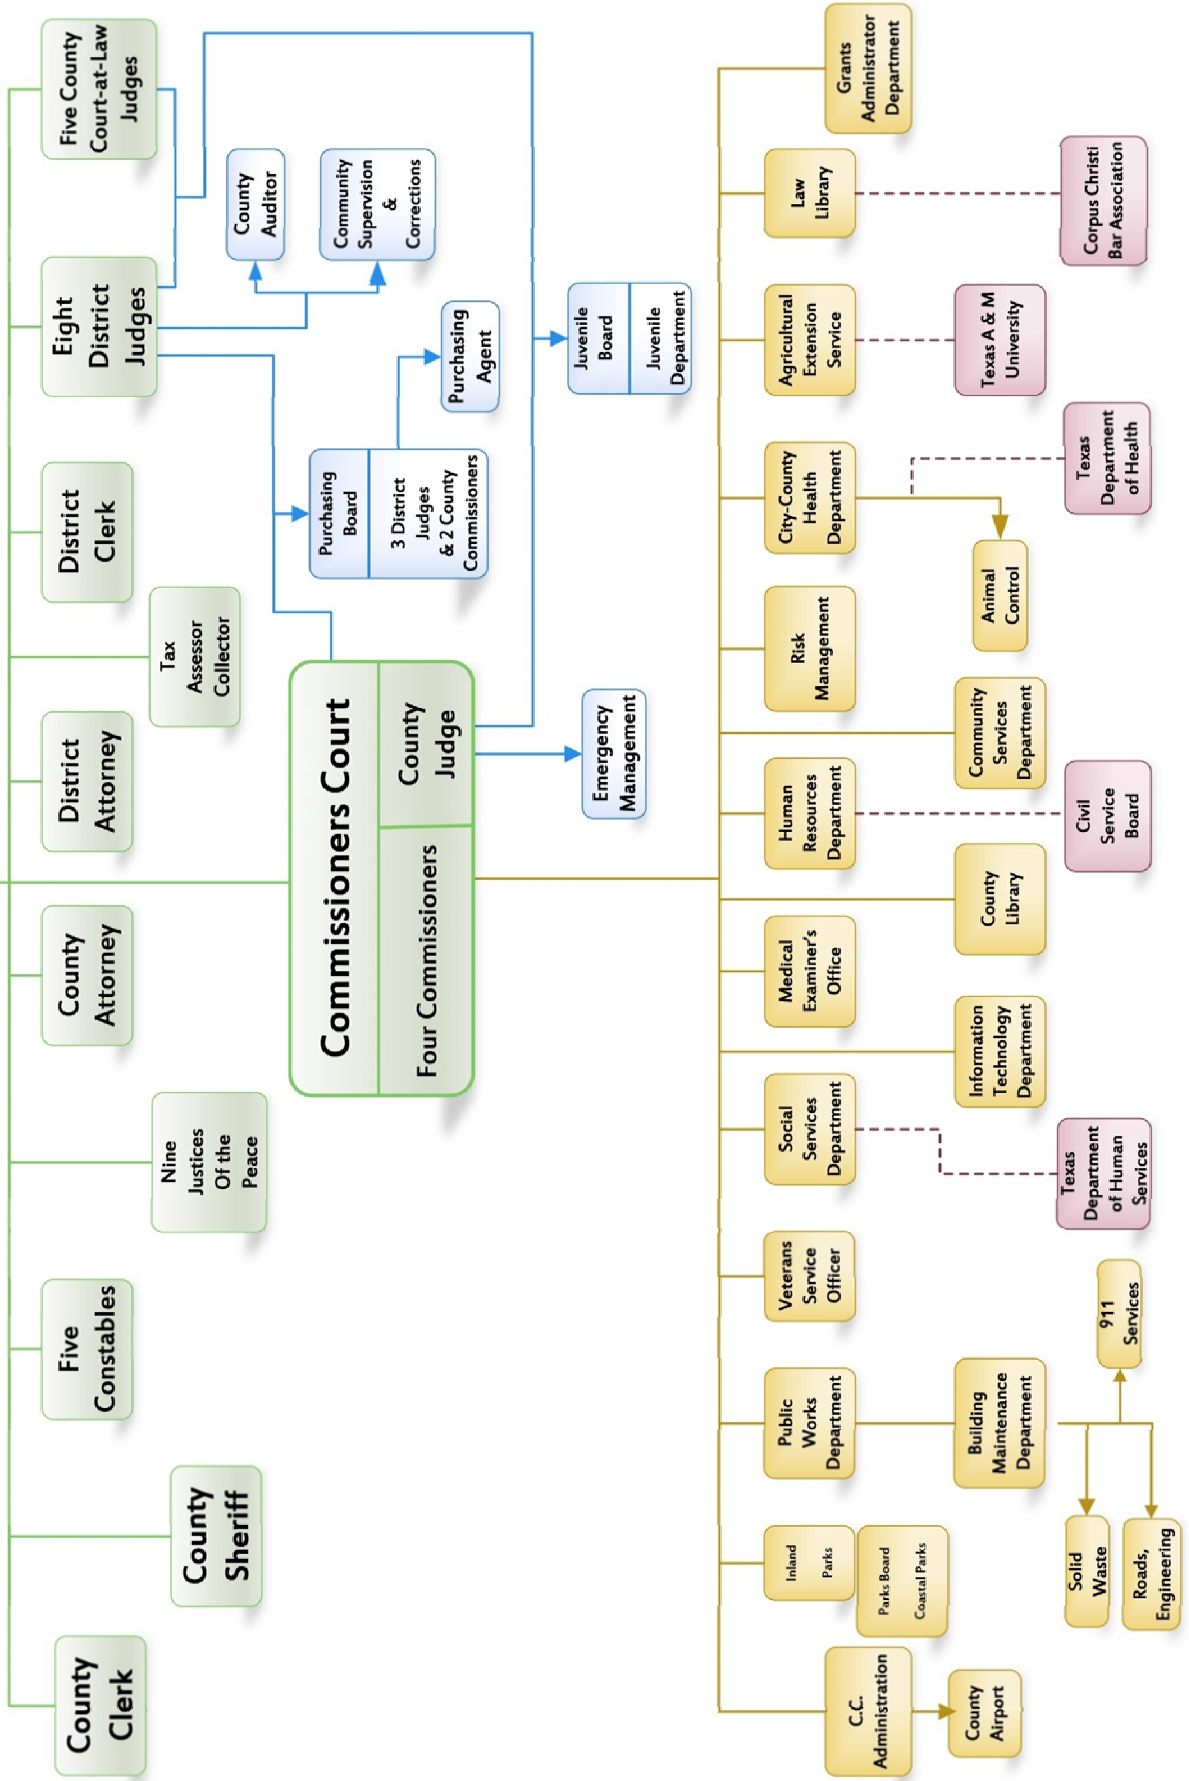 County
Clerk
County
Sheriff
Five
Constables
Nine
Justices
Of the
Peace
County
Attorney
District
Attorney
Tax
Assessor
Collector
District
Clerk
Eight
District
Judges
Five County
Court-at-Law
Judges
Commissioners Court
Four Commissioners
County
Judge
County
Auditor
Community
Supervision
&
Corrections
Purchasing
Board
3 District
Judges
& 2 County
Commissioners
Purchasing
Agent
Juvenile
Board
Juvenile
Department
Emergency
Management
C.C.
Administration
County
Airport
Inland
Parks
Parks Board
Coastal Parks
Public
Works
Department
Building
Maintenance
Department
Solid
Waste
Roads,
Engineering
911
Services
Veterans
Service
Officer
Social
Services
Department
Texas
Department
of Human
Services
Information
Technology
Department
Medical
Examiner's
Office
County
Library
Human
Resources
Department
Civil
Service
Board
Community
Services
Department
Risk
Management
City-County
Health
Department
Animal
Control
Texas
Department
of Health
Agricultural
Extension
Service
Texas A & M
University
Law
Library
Corpus Christi
Bar Association
Grants
Administrator
Department